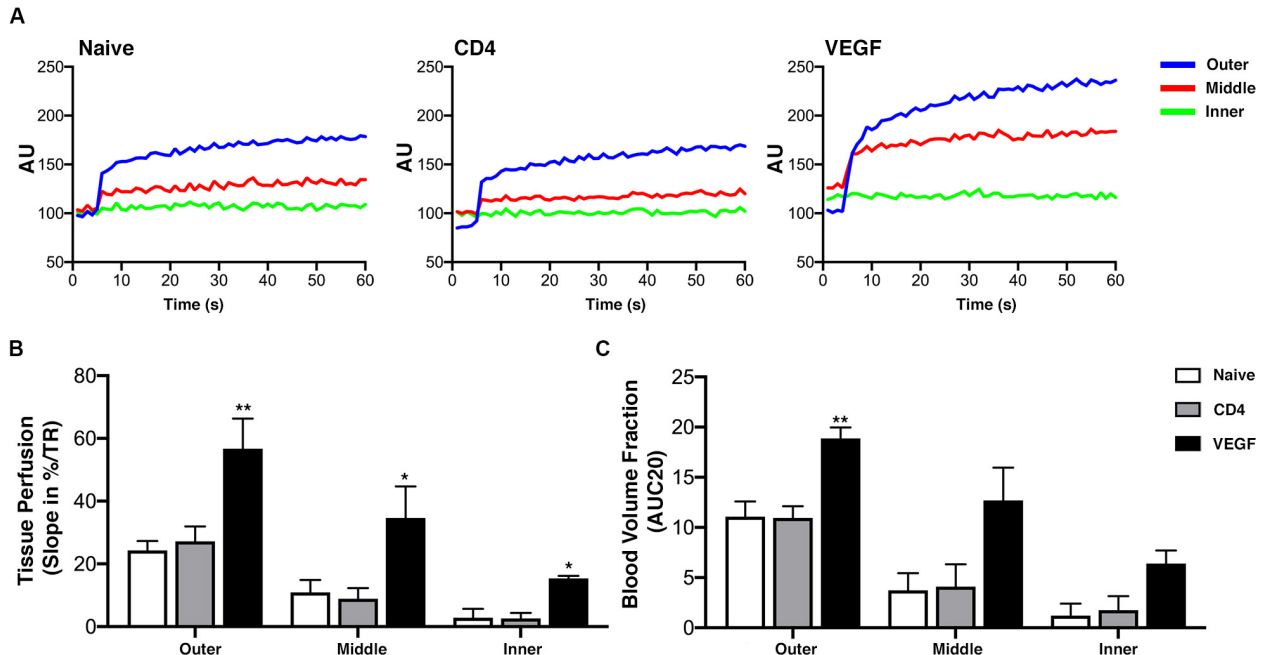 A
Naive
CD4
VEGF
250
200
150
100
50
AU
0
10
20
30
40
50
60
Time (s)
250
200
150
100
50
AU
0
10
20
30
40
50
60
Time (s)
250
200
150
100
50
AU
0
10
20
30
40
50
60
Time (s)
Outer
Middle
Inner
B
Tissue Perfusion
(Slope in %/TR)
80
60
40
20
0
**
*
*
Outer
Middle
Inner
C
Blood Volume Fraction
(AUC20)
25
20
15
10
5
0
**
Outer
Middle
Inner
Naive
CD4
VEGF